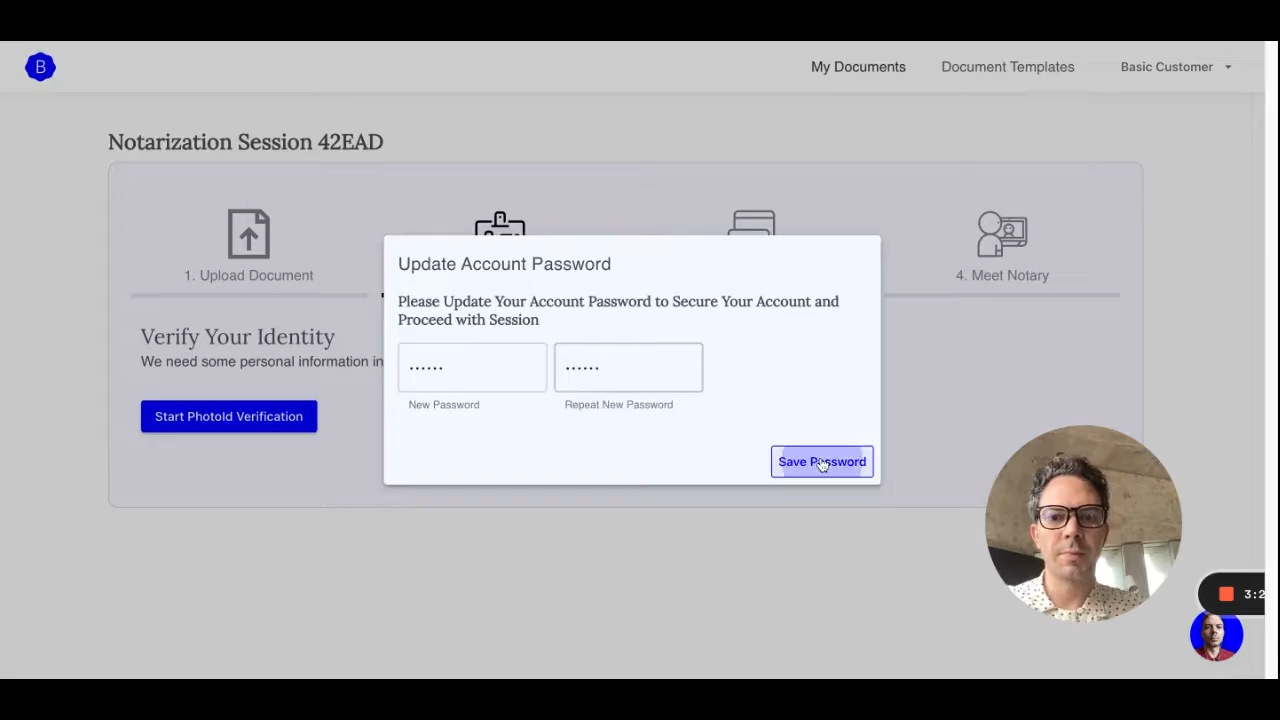 B
My Documents
Document Templates
Basic Customer
Notarization Session 42EAD
1. Upload Document
4. Meet Notary
Update Account Password
Please Update Your Account Password to Secure Your Account and
Proceed with Session
Verify Your Identity
We need some personal information in
······
······
New Password
Repeat New Password
Start PhotoId Verification
Save Password
3:2